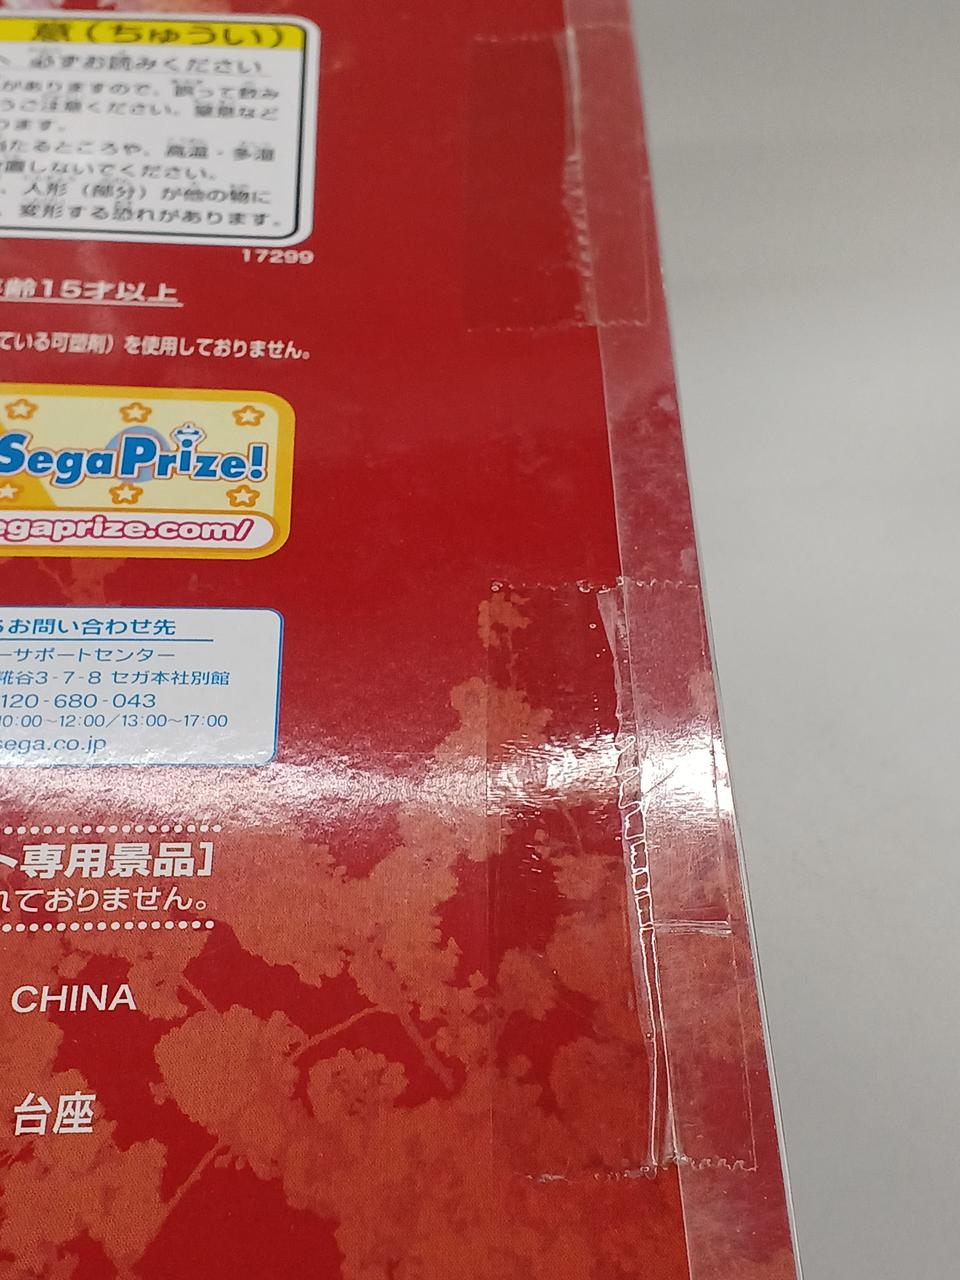 意(ちゅうい)
必ずお読みください
がありますので、誤って飲み
うご注意ください。窒息など
ります。
当たるところや、高温・多湿
置しないでください。
、人形(部分)が他の物に
、変形する恐れがあります。
17299
齢15才以上
ている可塑剤)を使用しておりません。
SegaPrize!
egaprize.com/
るお問い合わせ先
ーサポートセンター
糀谷3-7-8 セガ本社別館
120-680-043
10:00~12:00/13:00~17:00
sega.co.jp
ト専用景品]
れておりません。
CHINA
台座